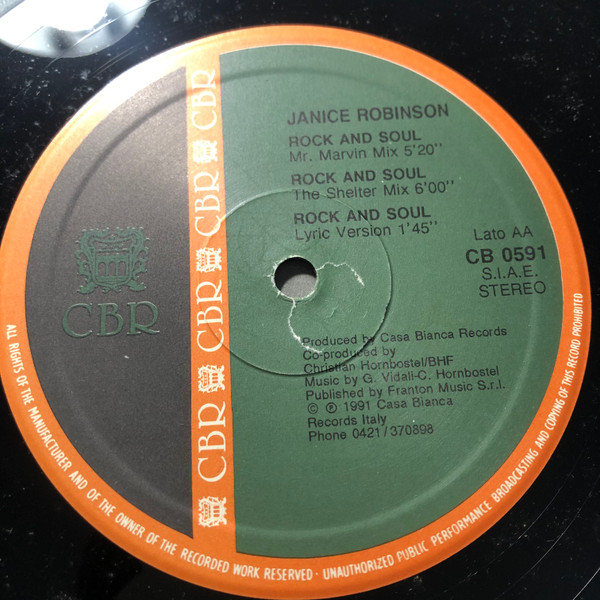 JANICE ROBINSON
ROCK AND SOUL
Mr. Marvin Mix 5'20''
ROCK AND SOUL
The Shelter Mix 6'00''
ROCK AND SOUL
Lyric Version 1'45''
Lato AA
CB 0591
S.I.A.E.
STEREO
CBR
CBR CBR CBR CBR
Produced by Casa Bianca Records
Co-produced by
Christian Hornbostel/BHF
Music by G. Vidali-C. Hornbostel
Published by Franton Music S.r.l.
© ℗ 1991 Casa Bianca
Records Italy
Phone 0421/370898
ALL RIGHTS OF THE MANUFACTURER AND OF THE OWNER OF THE RECORDED WORK RESERVED · UNAUTHORIZED PUBLIC PERFORMANCE BROADCASTING AND COPYING OF THIS RECORD PROHIBITED